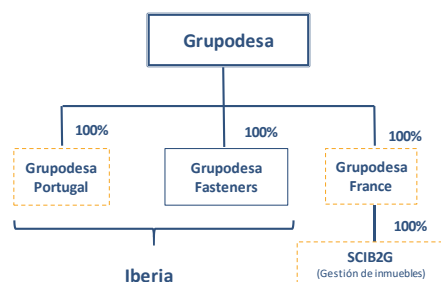 Grupodesa
100%
100%
100%
Grupodesa
Portugal
Grupodesa
Fasteners
Grupodesa
France
100%
Iberia
SCIB2G
(Gestión de inmuebles)